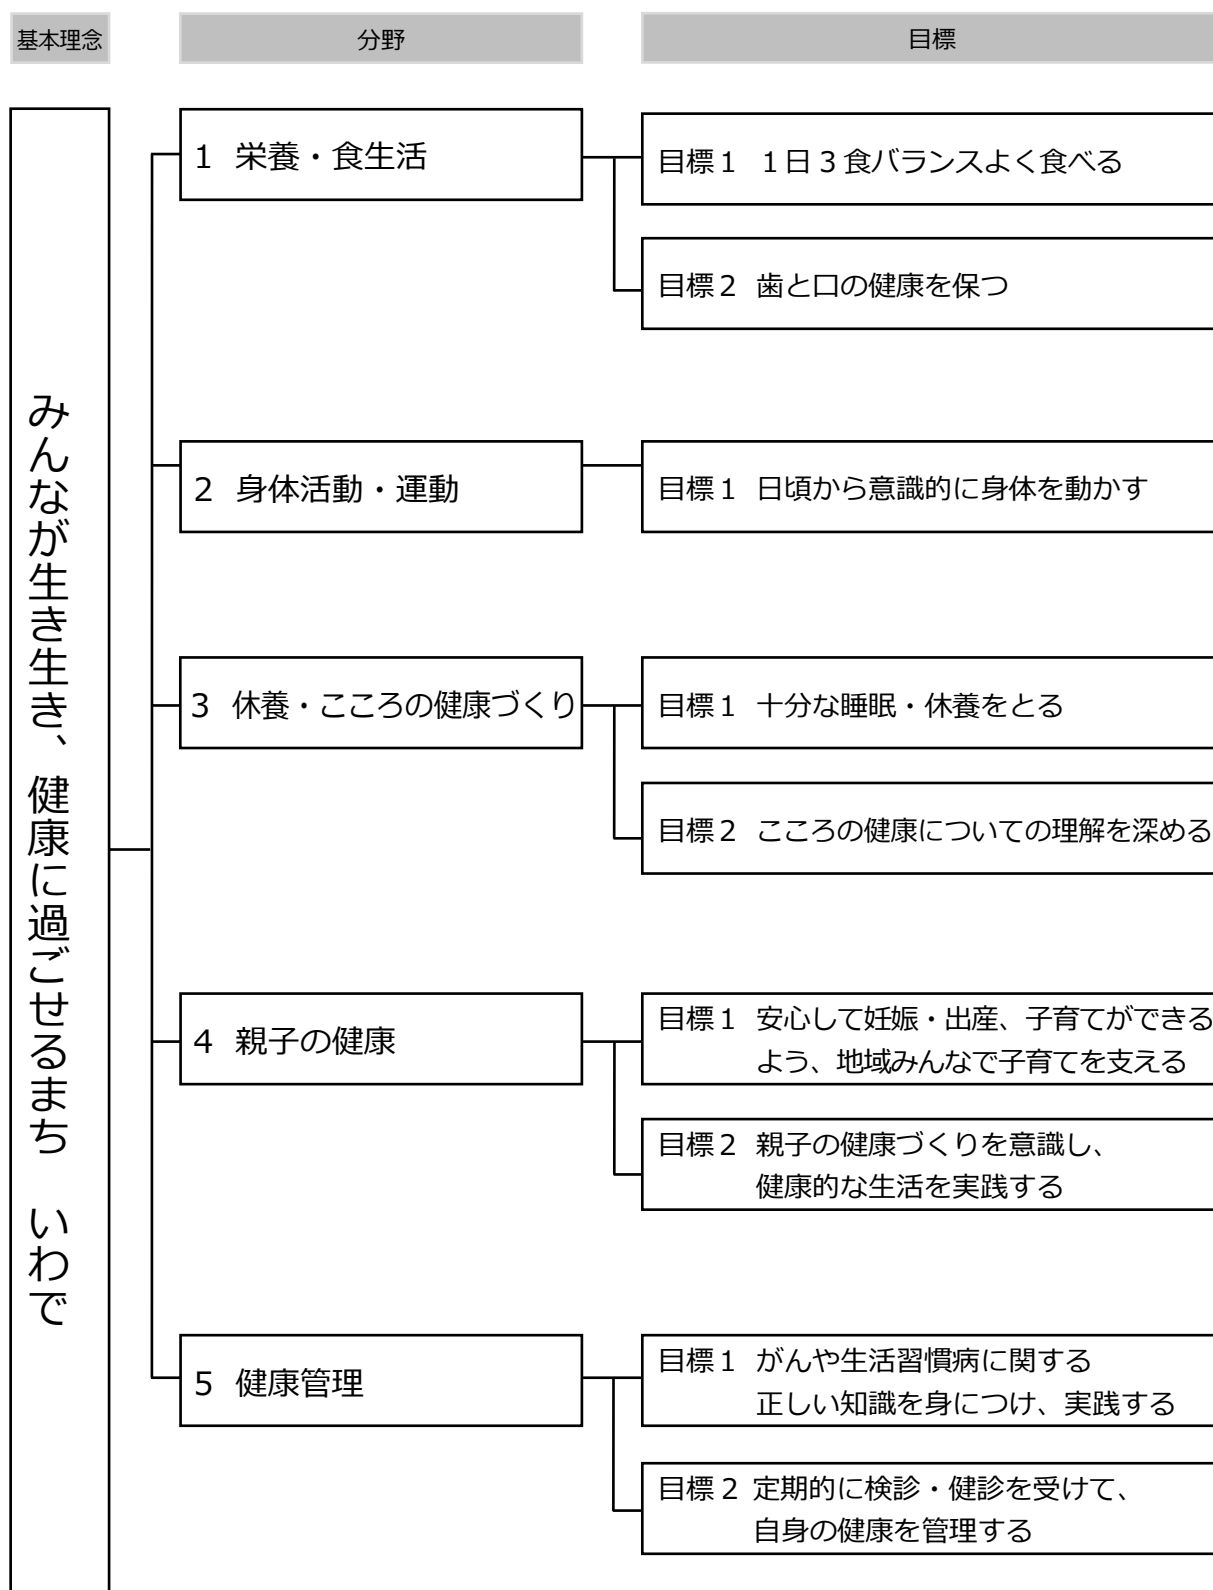 基本理念
分野
目標
みんなが生き生き、健康に過ごせるまち　いわで
1 栄養・食生活
目標1 1日3食バランスよく食べる
目標2 歯と口の健康を保つ
2 身体活動・運動
目標1 日頃から意識的に身体を動かす
3 休養・こころの健康づくり
目標1 十分な睡眠・休養をとる
目標2 こころの健康についての理解を深める
4 親子の健康
目標1 安心して妊娠・出産、子育てができる
よう、地域みんなで子育てを支える
目標2 親子の健康づくりを意識し、
健康的な生活を実践する
5 健康管理
目標1 がんや生活習慣病に関する
正しい知識を身につけ、実践する
目標2 定期的に検診・健診を受けて、
自身の健康を管理する